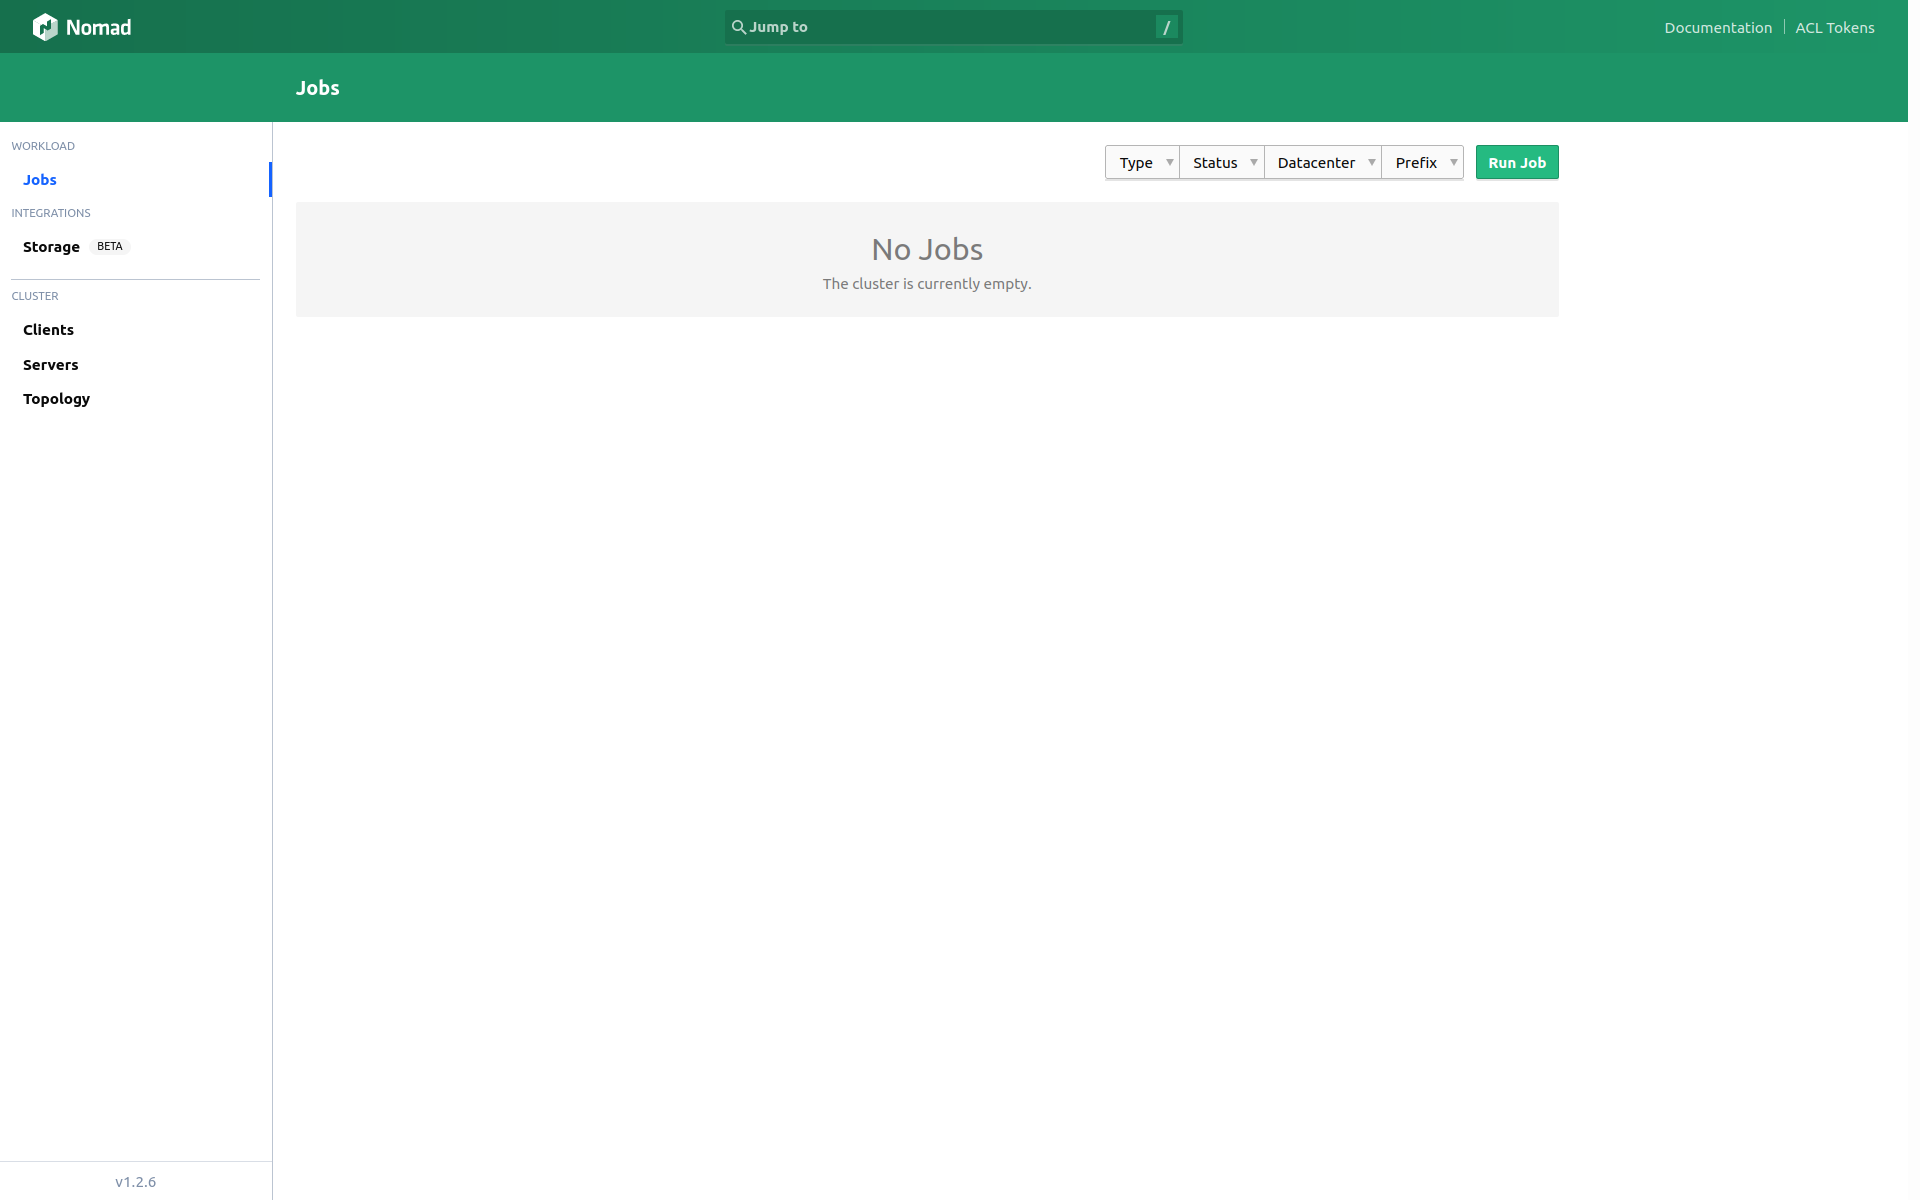 Nomad
Jump to
/
Documentation
ACL Tokens
Jobs
WORKLOAD
Jobs
INTEGRATIONS
Storage BETA
CLUSTER
Clients
Servers
Topology
Type
Status
Datacenter
Prefix
Run Job
No Jobs
The cluster is currently empty.
v1.2.6